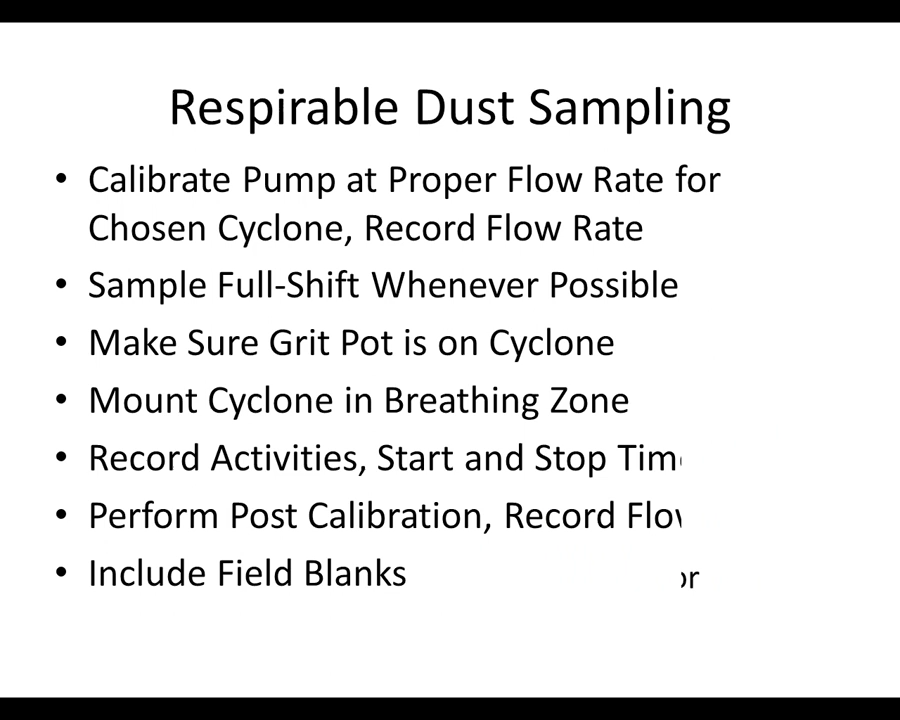 Respirable Dust Sampling
• Calibrate Pump at Proper Flow Rate for
Chosen Cyclone, Record Flow Rate
• Sample Full-Shift Whenever Possible
• Make Sure Grit Pot is on Cyclone
• Mount Cyclone in Breathing Zone
• Record Activities, Start and Stop
• Perform Post Calibration, Record
• Include Field Blanks